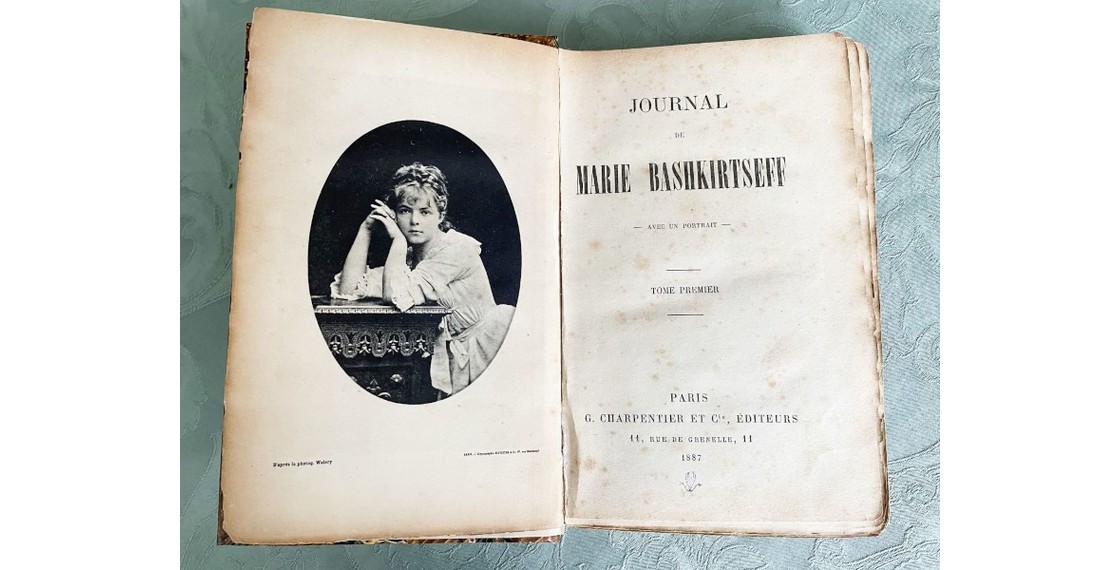 D'après la photog. Walery
JOURNAL
DE
MARIE BASHKIRTSEFF
— AVEC UN PORTRAIT —
TOME PREMIER
PARIS
G. CHARPENTIER ET Cie, ÉDITEURS
11, RUE DE GRENELLE, 11
1887